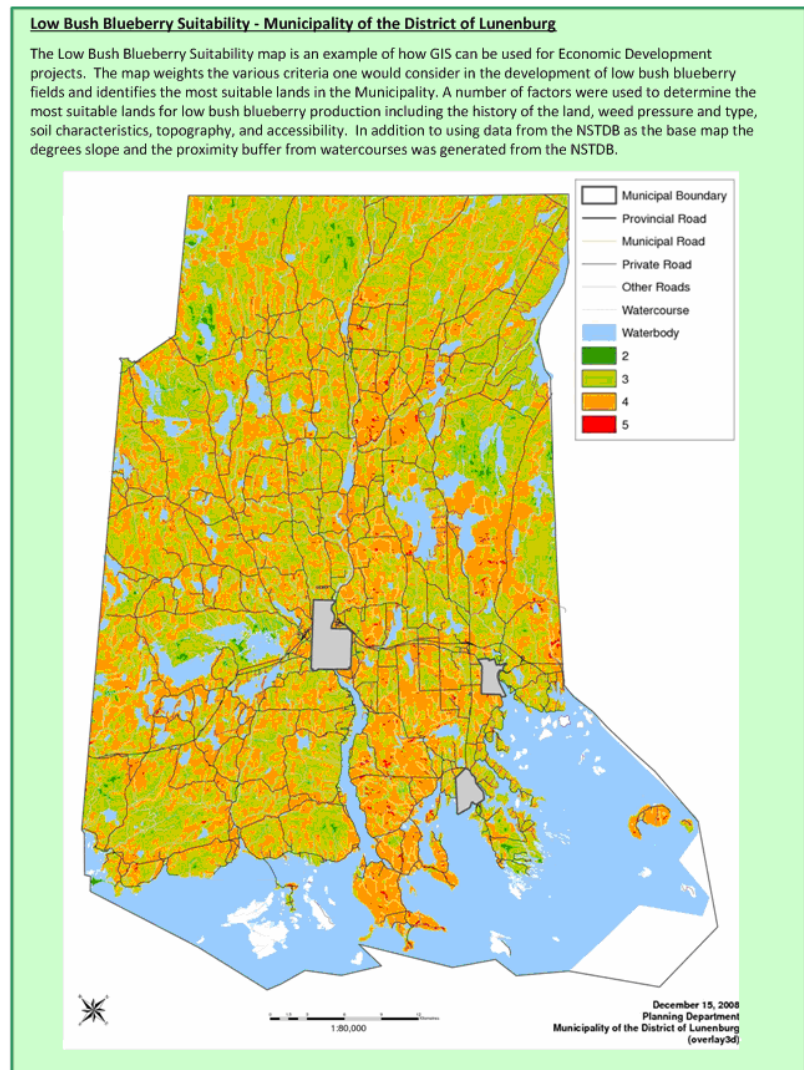 Low Bush Blueberry Suitability - Municipality of the District of Lunenburg
The Low Bush Blueberry Suitability map is an example of how GIS can be used for Economic Development
projects. The map weights the various criteria one would consider in the development of low bush blueberry
fields and identifies the most suitable lands in the Municipality. A number of factors were used to determine the
most suitable lands for low bush blueberry production including the history of the land, weed pressure and type,
soil characteristics, topography, and accessibility. In addition to using data from the NSTDB as the base map the
degrees slope and the proximity buffer from watercourses was generated from the NSTDB.
Municipal Boundary
Provincial Road
Municipal Road
Private Road
Other Roads
Watercourse
Waterbody
2
3
4
5
1:80,000
December 15, 2008
Planning Department
Municipality of the District of Lunenburg
(overlay3d)